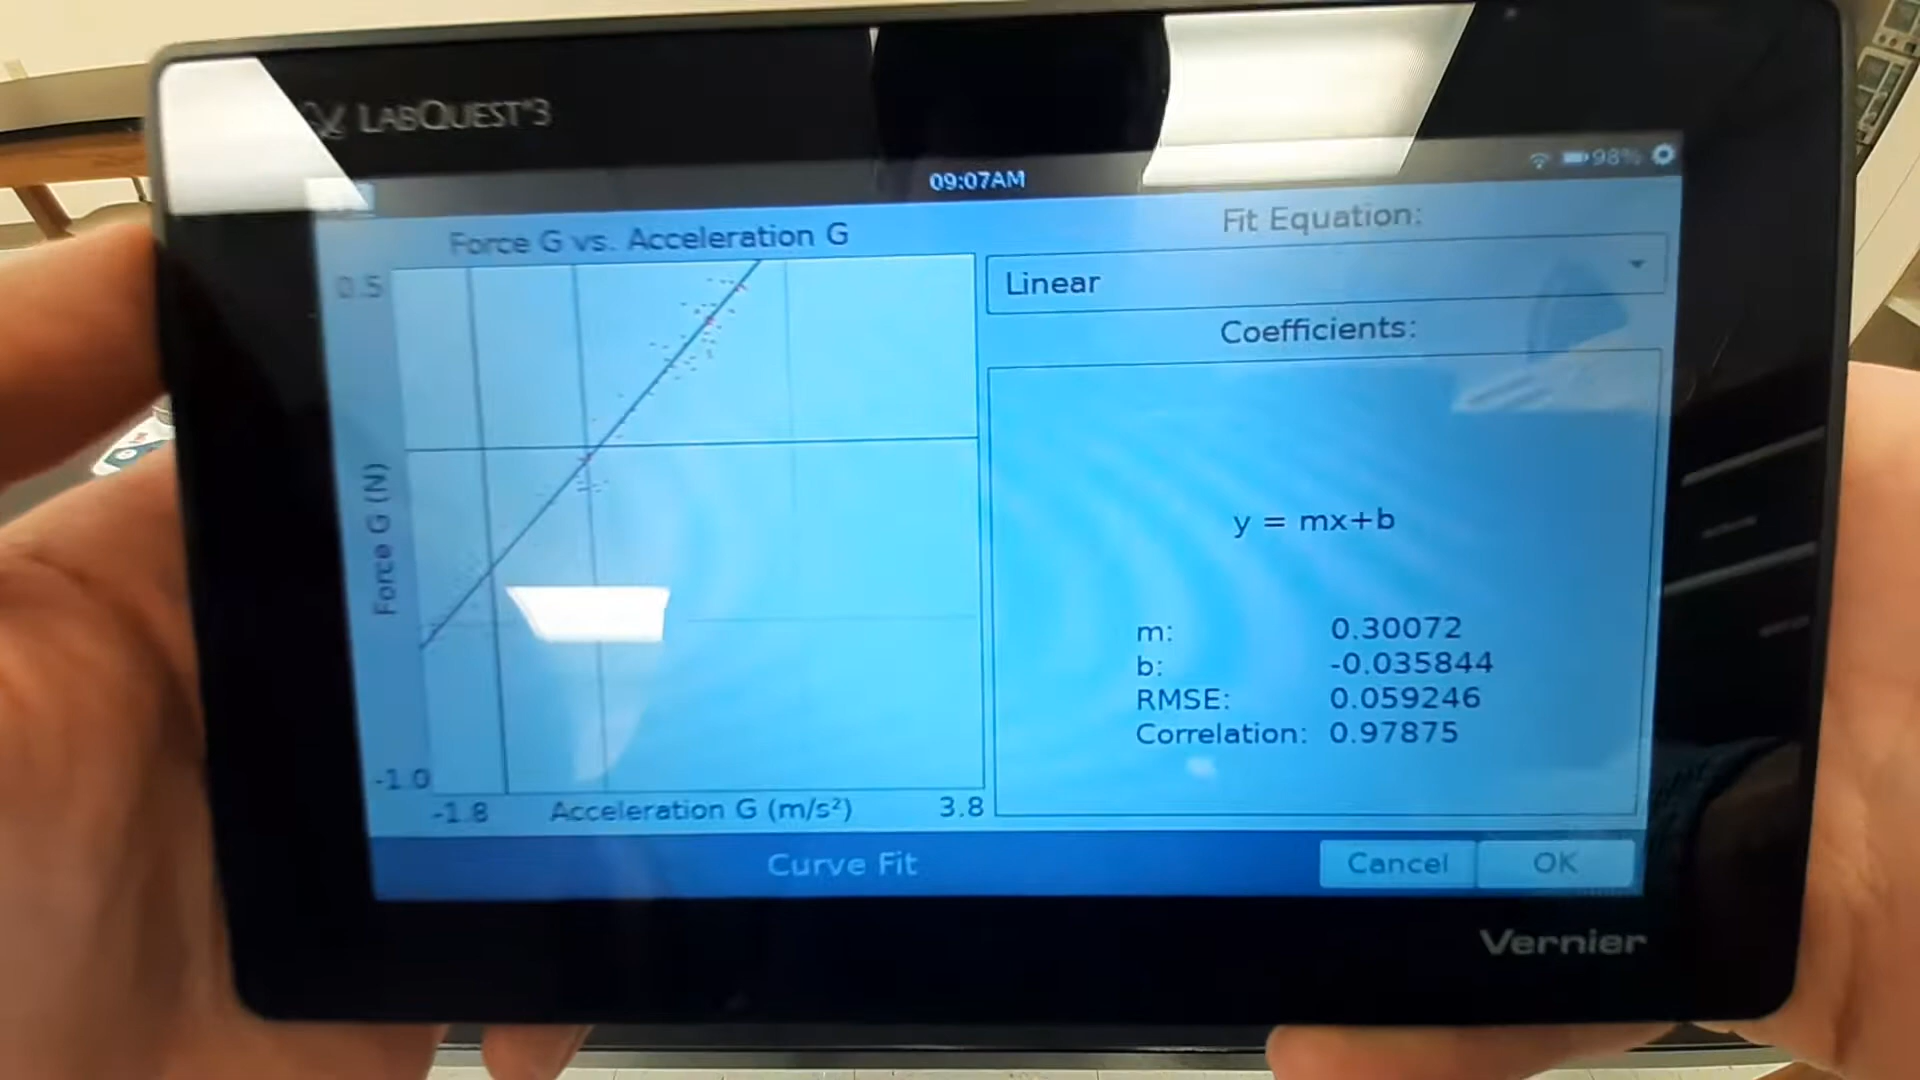 LABQUEST 3
09:07AM
98%
Force G vs. Acceleration G
Fit Equation:
0.5
Linear
Coefficients:
Force G (N)
y = mx+b
m: 0.30072
b: -0.035844
RMSE: 0.059246
Correlation: 0.97875
-1.0
-1.8
Acceleration G (m/s²)
3.8
Curve Fit
Cancel
OK
Vernier